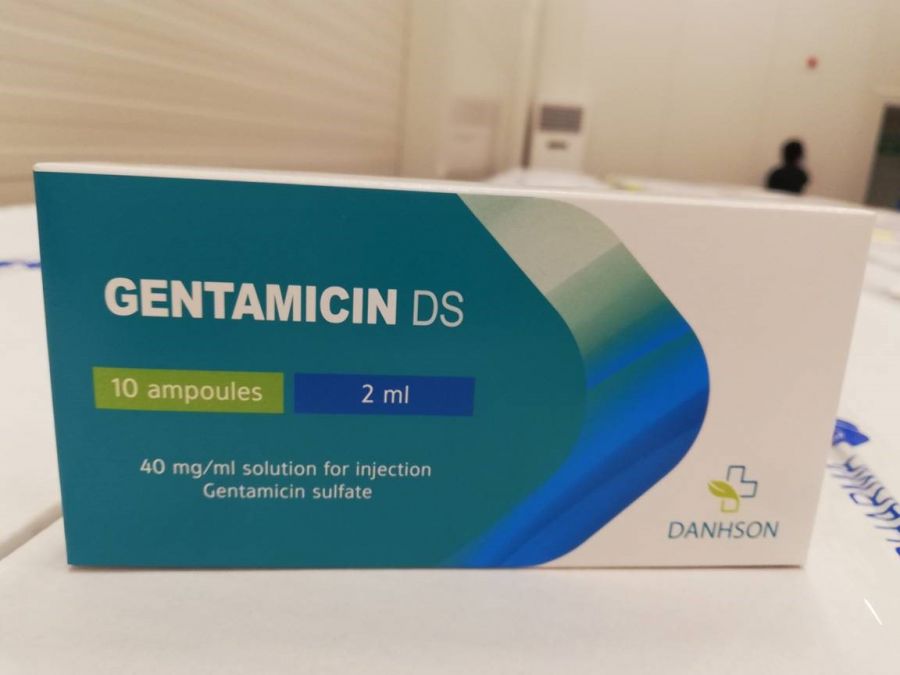 GENTAMICIN DS
10 ampoules
2 ml
40 mg/ml solution for injection
Gentamicin sulfate
DANHSON